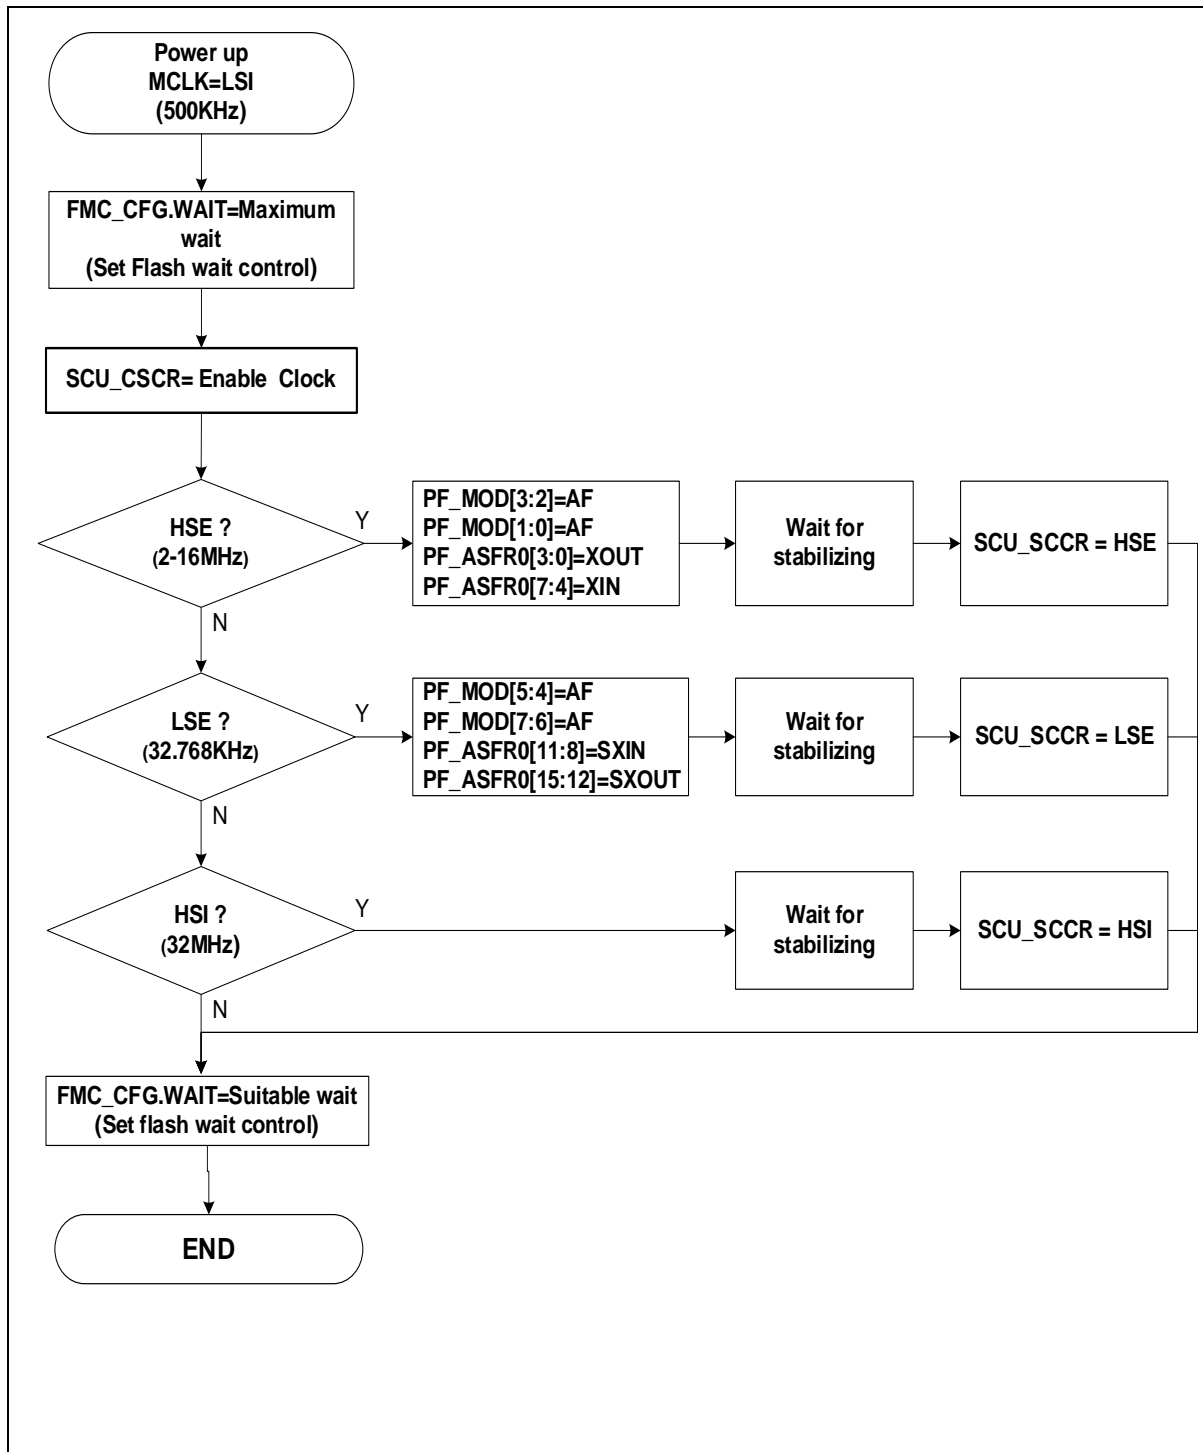 Power up
MCLK=LSI
(500KHz)
FMC_CFG.WAIT=Maximum
wait
(Set Flash wait control)
SCU_CSCR= Enable Clock
HSE ?
(2-16MHz)
Y
N
PF_MOD[3:2]=AF
PF_MOD[1:0]=AF
PF_ASFR0[3:0]=XOUT
PF_ASFR0[7:4]=XIN
Wait for
stabilizing
SCU_SCCR = HSE
LSE ?
(32.768KHz)
Y
N
PF_MOD[5:4]=AF
PF_MOD[7:6]=AF
PF_ASFR0[11:8]=SXIN
PF_ASFR0[15:12]=SXOUT
Wait for
stabilizing
SCU_SCCR = LSE
HSI ?
(32MHz)
Y
N
Wait for
stabilizing
SCU_SCCR = HSI
FMC_CFG.WAIT=Suitable wait
(Set flash wait control)
END